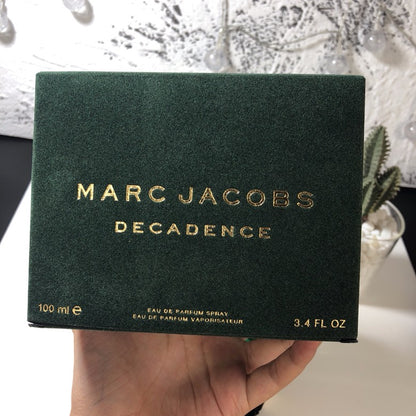 MARC JACOBS
DECADENCE
100 ml e
EAU DE PARFUM SPRAY
EAU DE PARFUM VAPORISATEUR
3.4 FL OZ